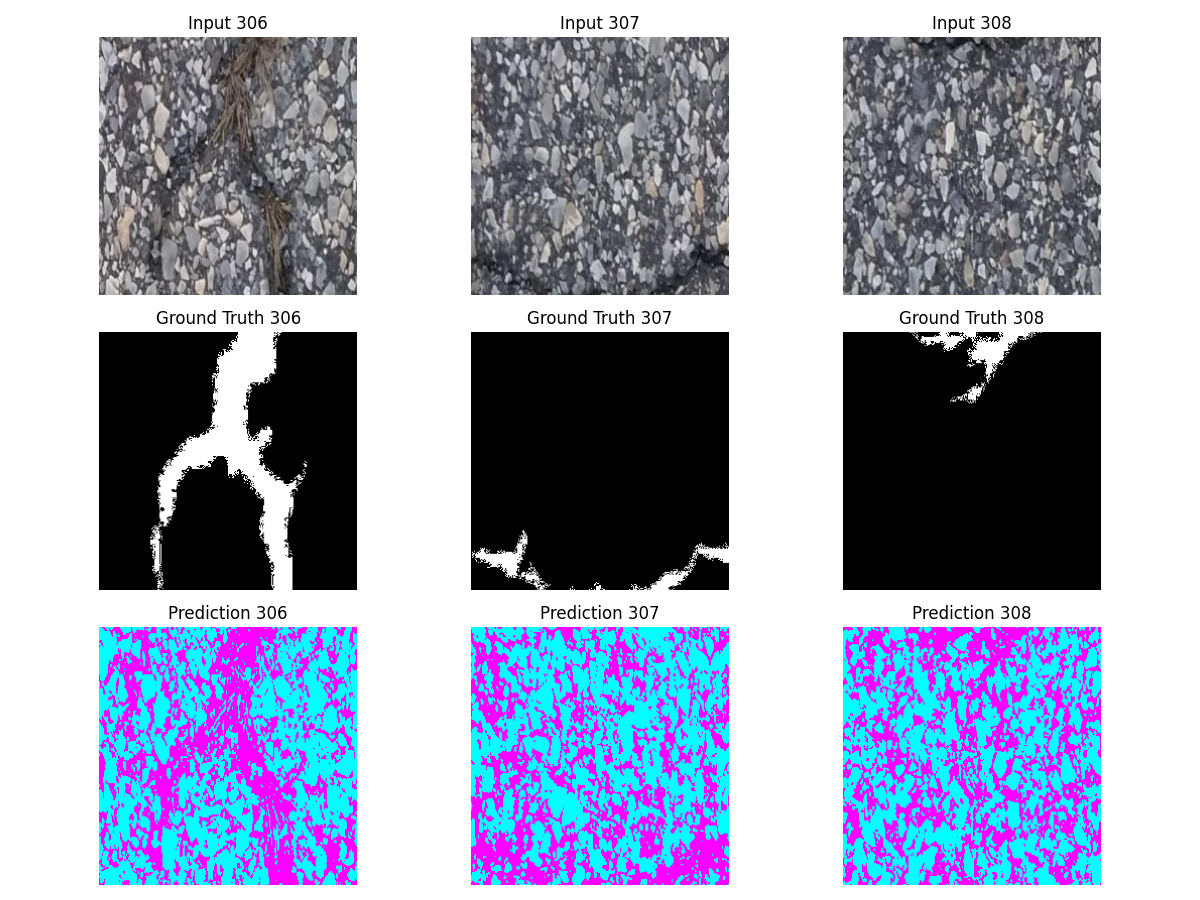 Input 306
Input 307
Input 308
Ground Truth 306
Ground Truth 307
Ground Truth 308
Prediction 306
Prediction 307
Prediction 308